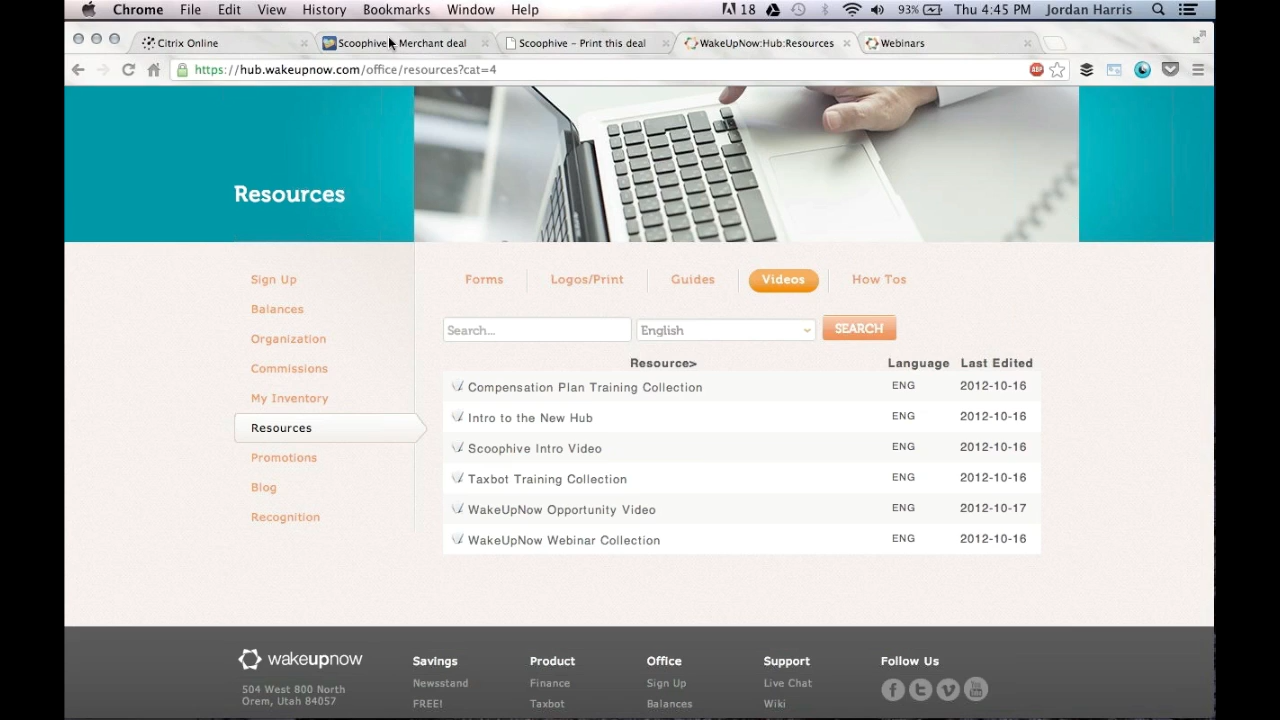 Chrome File Edit View History Bookmarks Window Help 18 93% Thu 4:45 PM Jordan Harris
Citrix Online Scoophive - Merchant deal Scoophive – Print this deal WakeUpNow:Hub:Resources Webinars
https://hub.wakeupnow.com/office/resources?cat=4 ABP
Resources
Sign Up
Balances
Organization
Commissions
My Inventory
Resources
Promotions
Blog
Recognition
Forms Logos/Print Guides Videos How Tos
Search... English SEARCH
Resource> Language Last Edited
Compensation Plan Training Collection ENG 2012-10-16
Intro to the New Hub ENG 2012-10-16
Scoophive Intro Video ENG 2012-10-16
Taxbot Training Collection ENG 2012-10-16
WakeUpNow Opportunity Video ENG 2012-10-17
WakeUpNow Webinar Collection ENG 2012-10-16
wakeupnow
504 West 800 North
Orem, Utah 84057
Savings
Newsstand
FREE!
Product
Finance
Taxbot
Office
Sign Up
Balances
Support
Live Chat
Wiki
Follow Us